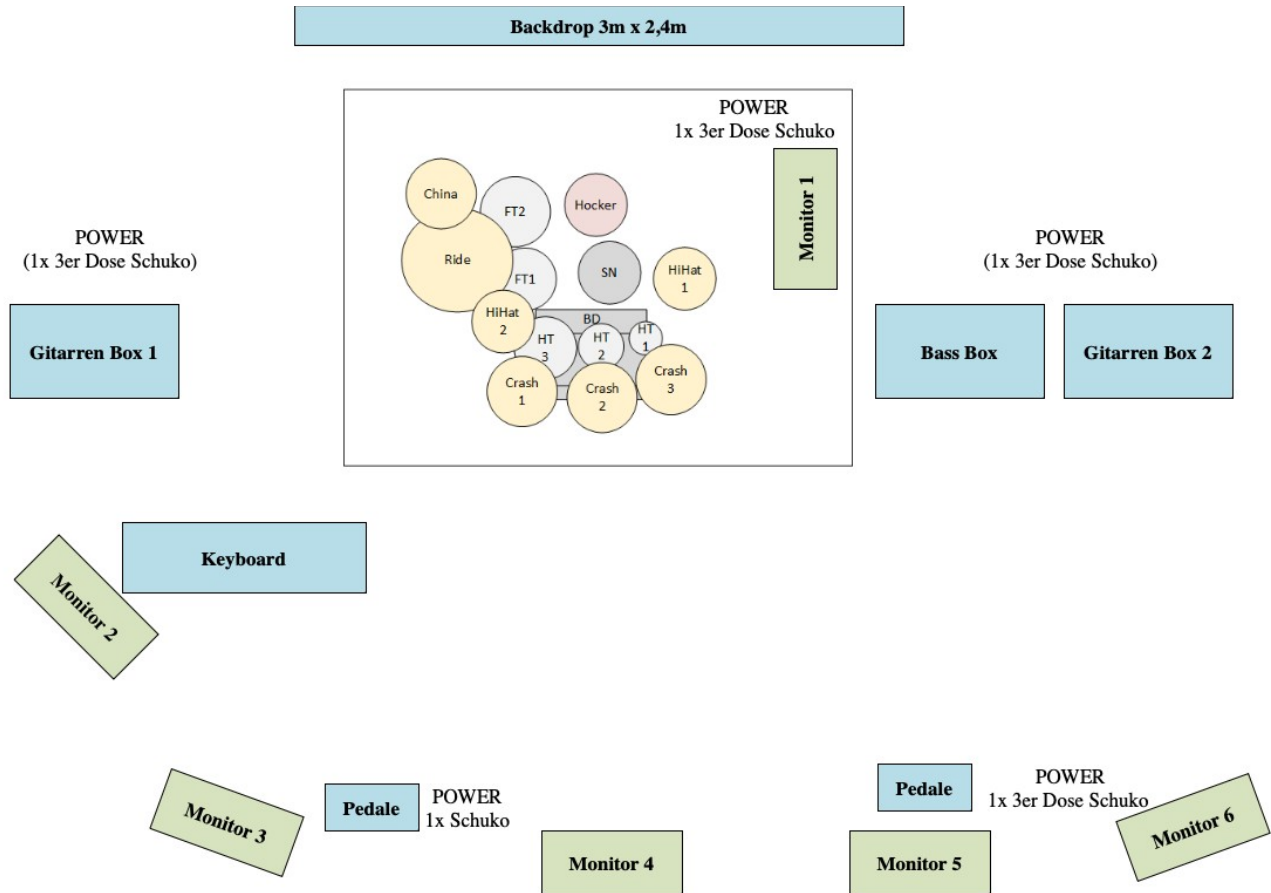 Backdrop 3m x 2,4m
POWER
1x 3er Dose Schuko
Monitor 1
China
FT2
Hocker
Ride
FT1
SN
HiHat
1
HiHat
2
BD
HT
3
HT
2
HT
1
Crash
1
Crash
2
Crash
3
POWER
(1x 3er Dose Schuko)
Gitarren Box 1
POWER
(1x 3er Dose Schuko)
Bass Box
Gitarren Box 2
Keyboard
Monitor 2
Monitor 3
Pedale
POWER
1x Schuko
Monitor 4
Pedale
POWER
1x 3er Dose Schuko
Monitor 5
Monitor 6